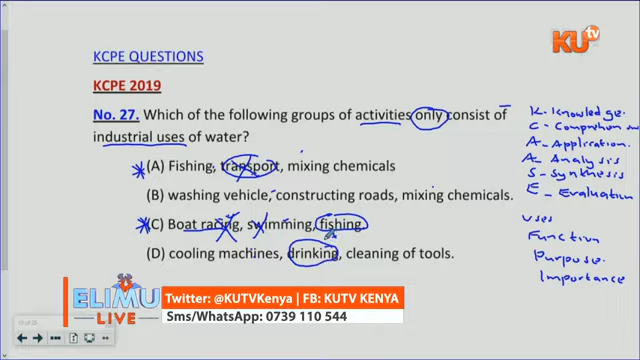 KU tv
KCPE QUESTIONS
KCPE 2019
No. 27. Which of the following groups of activities only consist of
industrial uses of water?
(A) Fishing, transport, mixing chemicals
(B) washing vehicle, constructing roads, mixing chemicals.
(C) Boat racing, swimming, fishing.
(D) cooling machines, drinking, cleaning of tools.
K - Knowledge.
C - Comprehension
A - Application.
A - Analysis
S - Synthesis
E - Evaluation
uses
Function
Purpose.
Importance
ELIMU
LIVE
Twitter: @KUTVKenya | FB: KUTV KENYA
Sms/WhatsApp: 0739 110 544